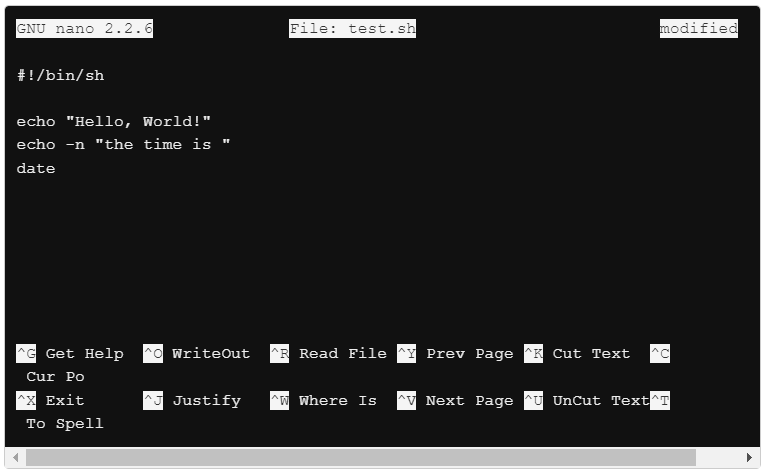 GNU nano 2.2.6 File: test.sh modified
#!/bin/sh
echo "Hello, World!"
echo -n "the time is "
date
^G Get Help ^O WriteOut ^R Read File ^Y Prev Page ^K Cut Text ^C
Cur Po
^X Exit ^J Justify ^W Where Is ^V Next Page ^U UnCut Text^T
To Spell